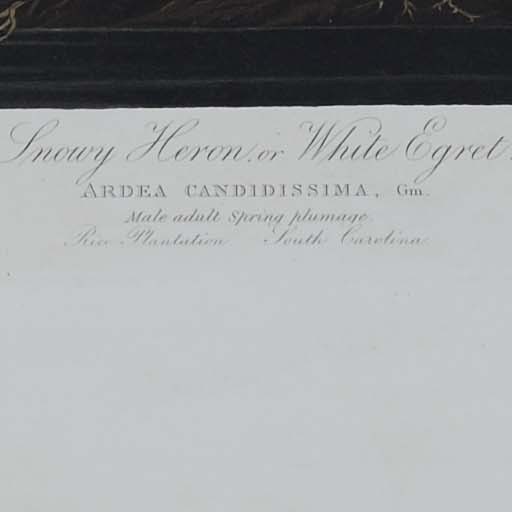 Snowy Heron, or White Egret.
ARDEA CANDIDISSIMA, Gm.
Male adult Spring plumage.
Rice Plantation South Carolina.